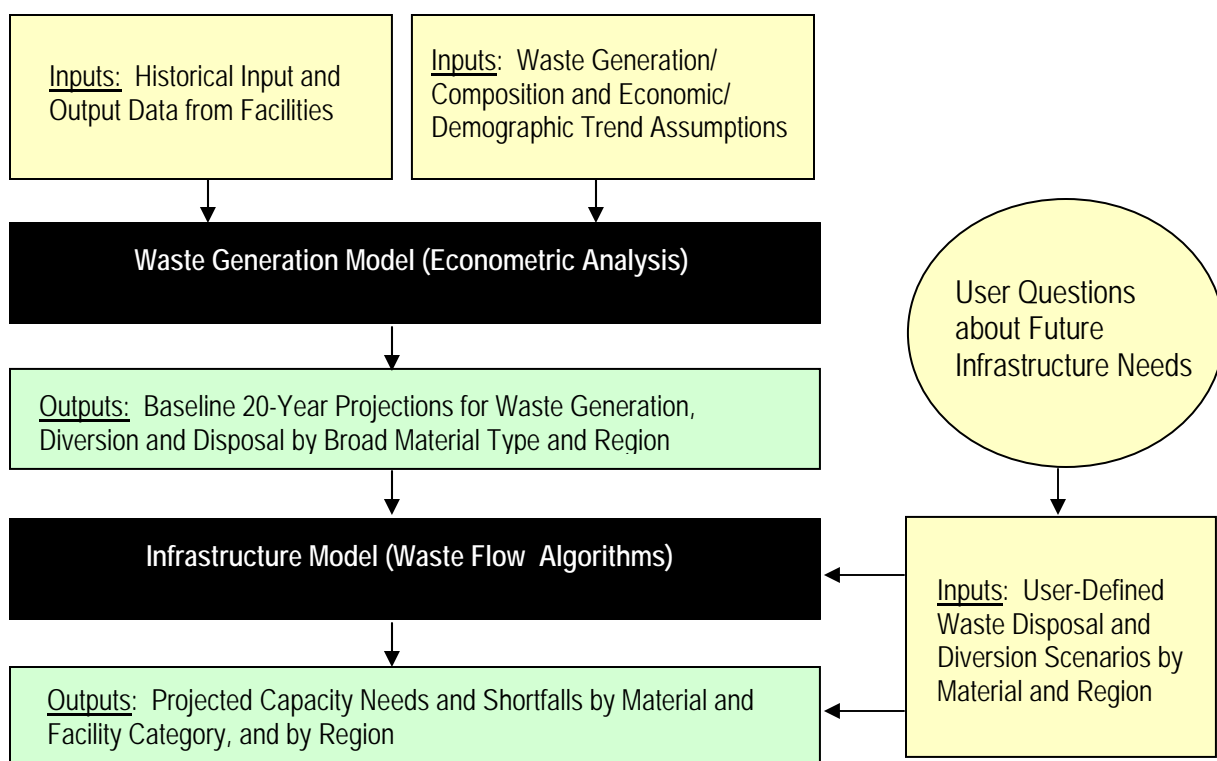 Inputs:  Historical Input and
Output Data from Facilities
Inputs:  Waste Generation/
Composition and Economic/
Demographic Trend Assumptions
Waste Generation Model (Econometric Analysis)
User Questions
about Future
Infrastructure Needs
Outputs:  Baseline 20-Year Projections for Waste Generation,
Diversion and Disposal by Broad Material Type and Region
Infrastructure Model (Waste Flow  Algorithms)
Inputs:  User-Defined
Waste Disposal and
Diversion Scenarios by
Material and Region
Outputs:  Projected Capacity Needs and Shortfalls by Material and
Facility Category, and by Region